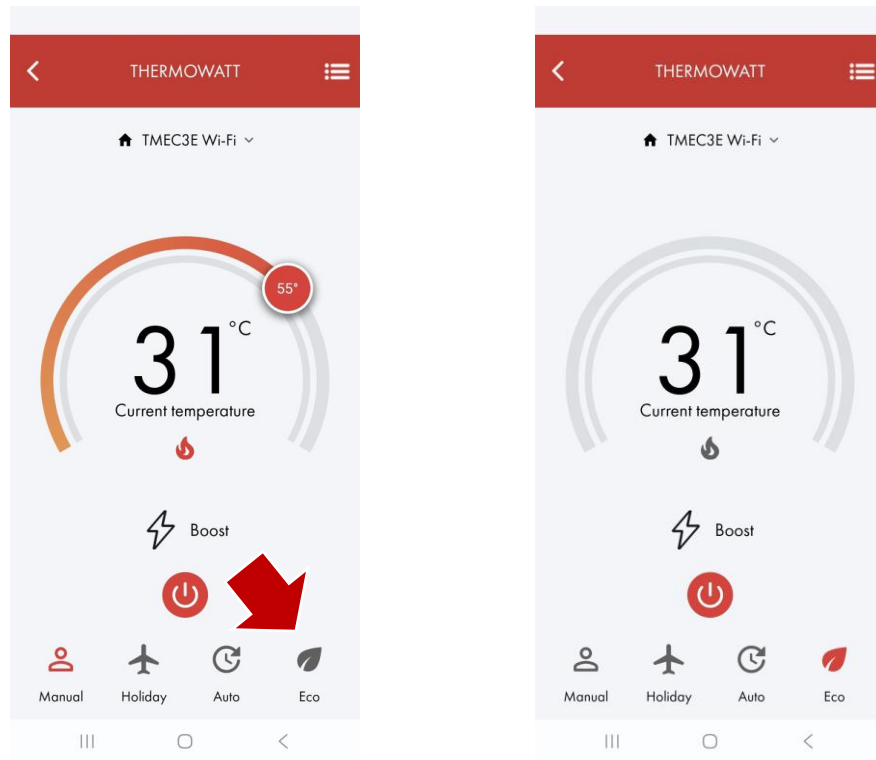 THERMOWATT
TMEC3E Wi-Fi
55°
31 °C
Current temperature
Boost
Manual Holiday Auto Eco
THERMOWATT
TMEC3E Wi-Fi
31 °C
Current temperature
Boost
Manual Holiday Auto Eco